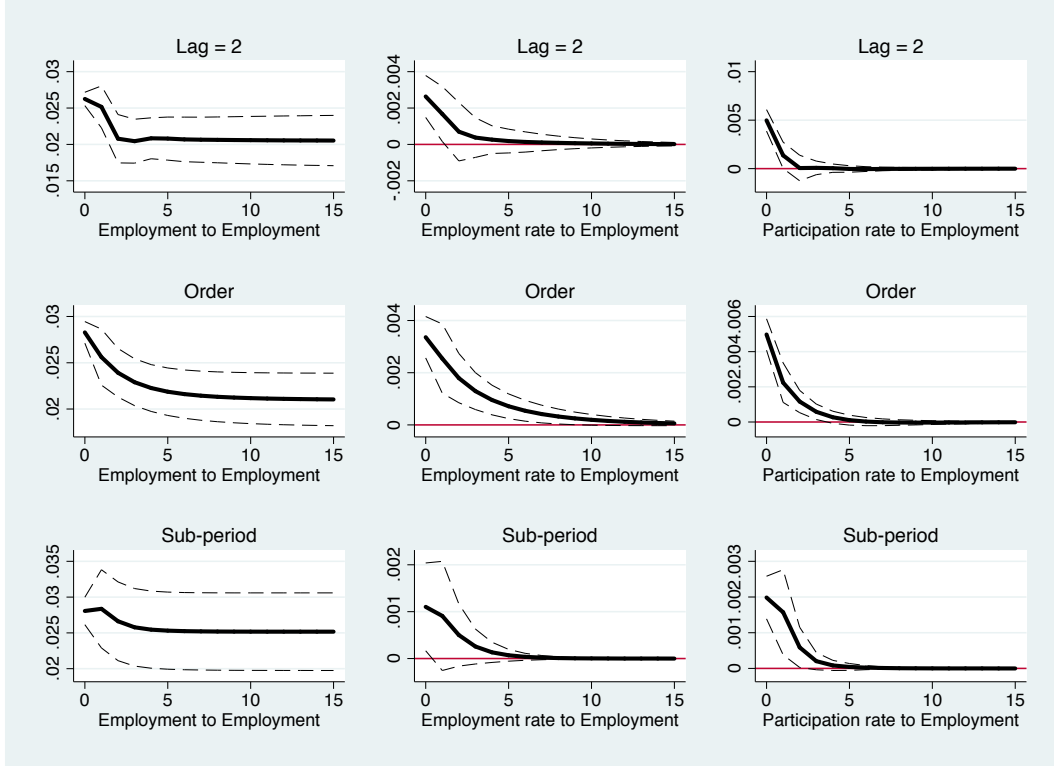 Lag = 2
.015 .02 .025 .03
0 5 10 15
Employment to Employment
Lag = 2
-.002 0 .002 .004
0 5 10 15
Employment rate to Employment
Lag = 2
0 .005 .01
0 5 10 15
Participation rate to Employment
Order
.02 .025 .03
0 5 10 15
Employment to Employment
Order
0 .002 .004
0 5 10 15
Employment rate to Employment
Order
0 .002 .004 .006
0 5 10 15
Participation rate to Employment
Sub-period
.02 .025 .03 .035
0 5 10 15
Employment to Employment
Sub-period
0 .001 .002
0 5 10 15
Employment rate to Employment
Sub-period
0 .001 .002 .003
0 5 10 15
Participation rate to Employment